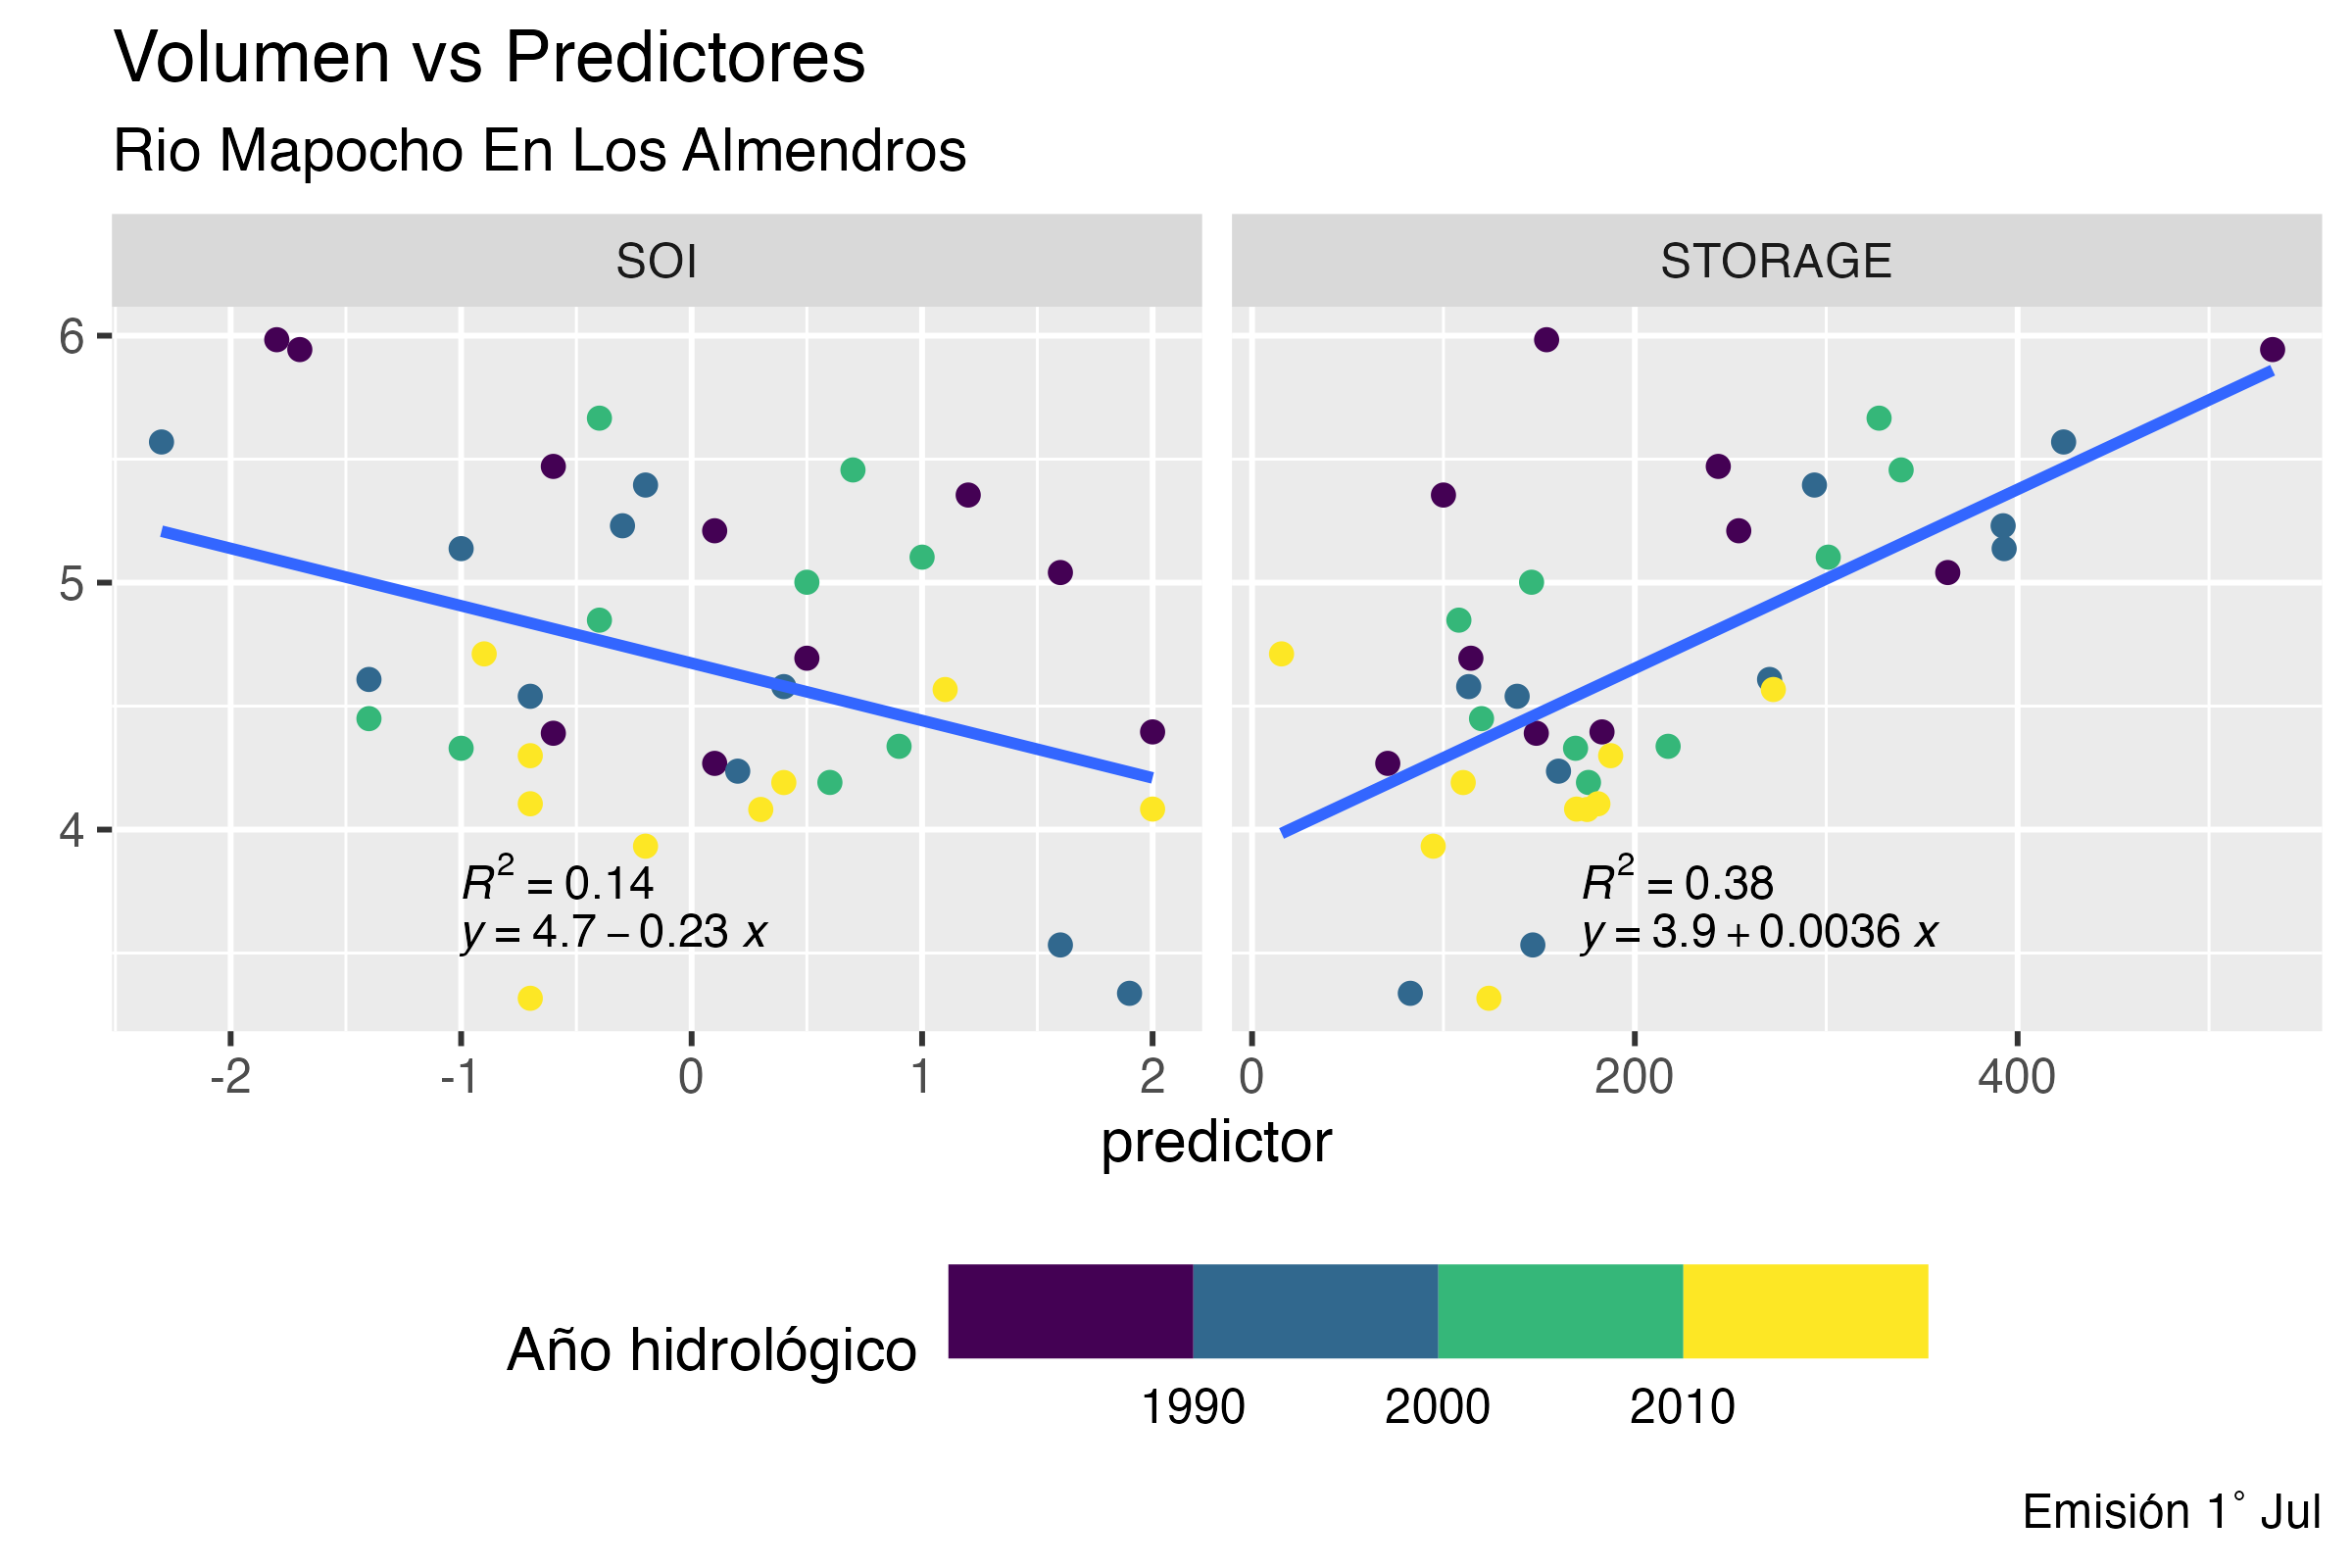 Volumen vs Predictores
Rio Mapocho En Los Almendros
SOI
STORAGE
6
5
4
R² = 0.14
y = 4.7 − 0.23 x
R² = 0.38
y = 3.9 + 0.0036 x
-2 -1 0 1 2 0 200 400
predictor
Año hidrológico
1990 2000 2010
Emisión 1° Jul